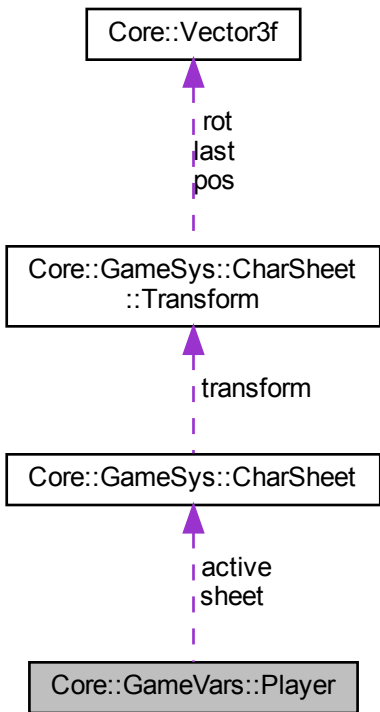 Core::Vector3f
rot
last
pos
Core::GameSys::CharSheet
::Transform
transform
Core::GameSys::CharSheet
active
sheet
Core::GameVars::Player